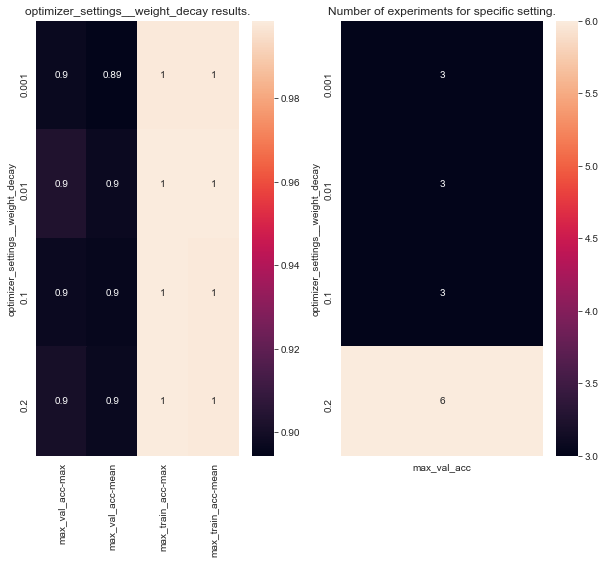 optimizer_settings__weight_decay results.
optimizer_settings__weight_decay
0.001
0.01
0.1
0.2
0.9 0.89 1 1
0.9 0.9 1 1
0.9 0.9 1 1
0.9 0.9 1 1
max_val_acc-max
max_val_acc-mean
max_train_acc-max
max_train_acc-mean
0.98
0.96
0.94
0.92
0.90
Number of experiments for specific setting.
optimizer_settings__weight_decay
0.001
0.01
0.1
0.2
3
3
3
6
max_val_acc
6.0
5.5
5.0
4.5
4.0
3.5
3.0